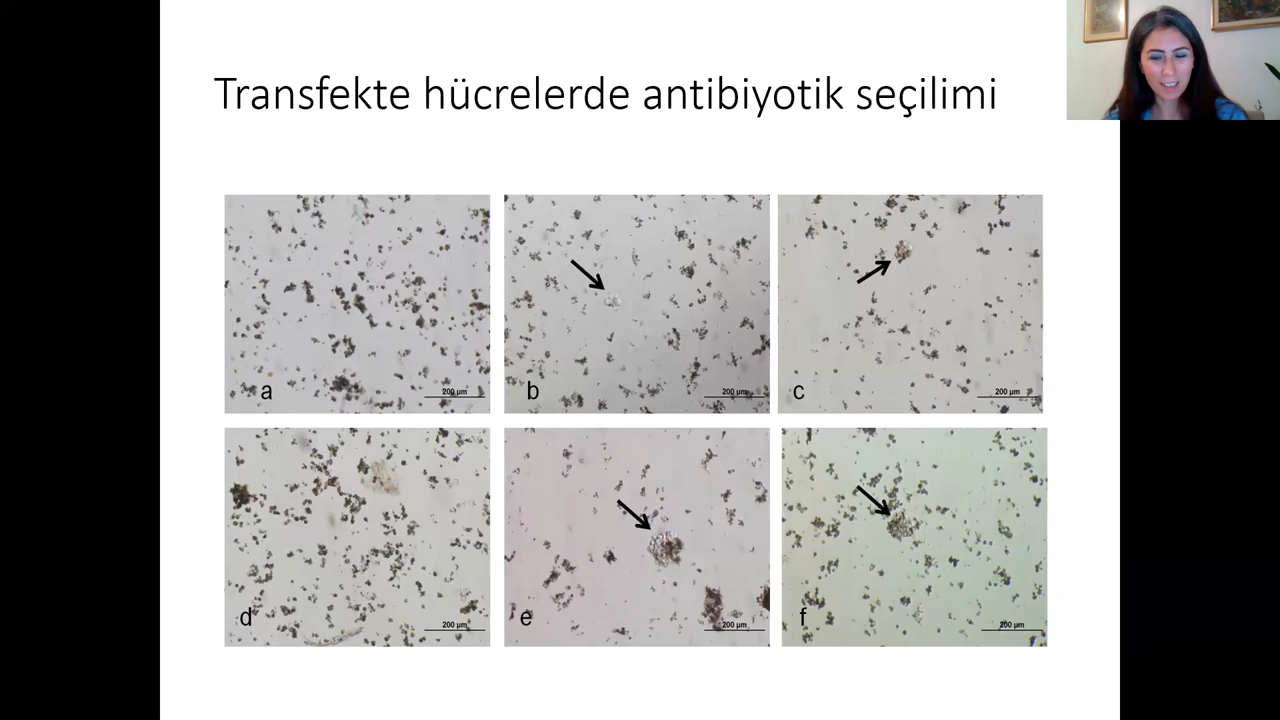 Transfekte hücrelerde antibiyotik seçilimi
a
200 µm
b
200 µm
c
200 µm
d
200 µm
e
200 µm
f
200 µm